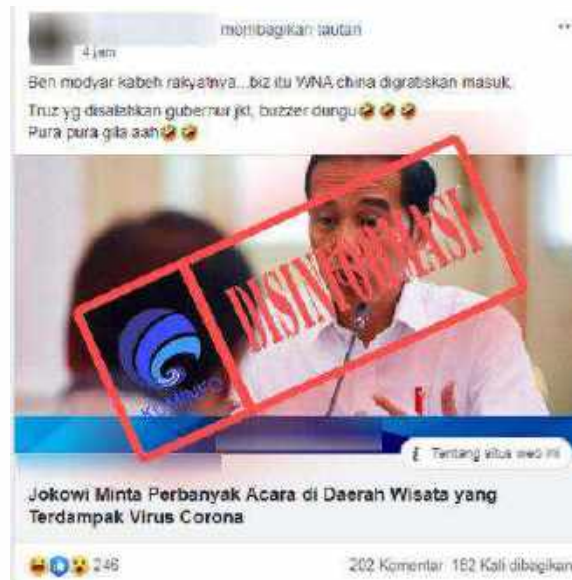 membagikan tautan
4 jam
Ben modyar kabeh rakyatnya...biz itu WNA china digratiskan masuk.
Truz yg disalahkan gubernur jkt, buzzer dungu🤣🤣🤣
Pura pura gila aah🤣🤣
DISINFORMASI
KOMINFO
i Tentang situs web ini
Jokowi Minta Perbanyak Acara di Daerah Wisata yang
Terdampak Virus Corona
246
202 Komentar 182 Kali dibagikan